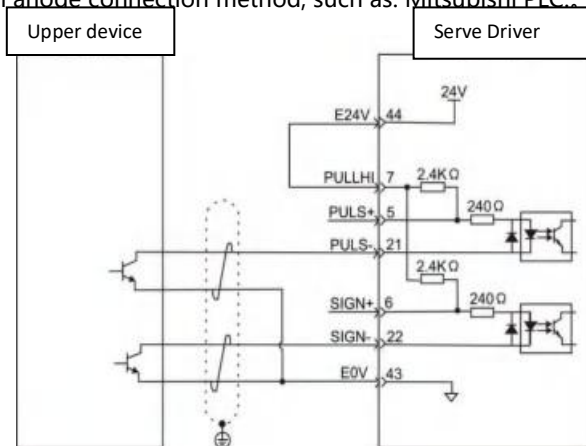 anode connection method, such as: Mitsubishi PLC..
Upper device
Serve Driver
24V
E24V 44
PULLHI 7 2.4KΩ
240Ω
PULS+ 5
PULS- 21
2.4KΩ
240Ω
SIGN+ 6
SIGN- 22
E0V 43